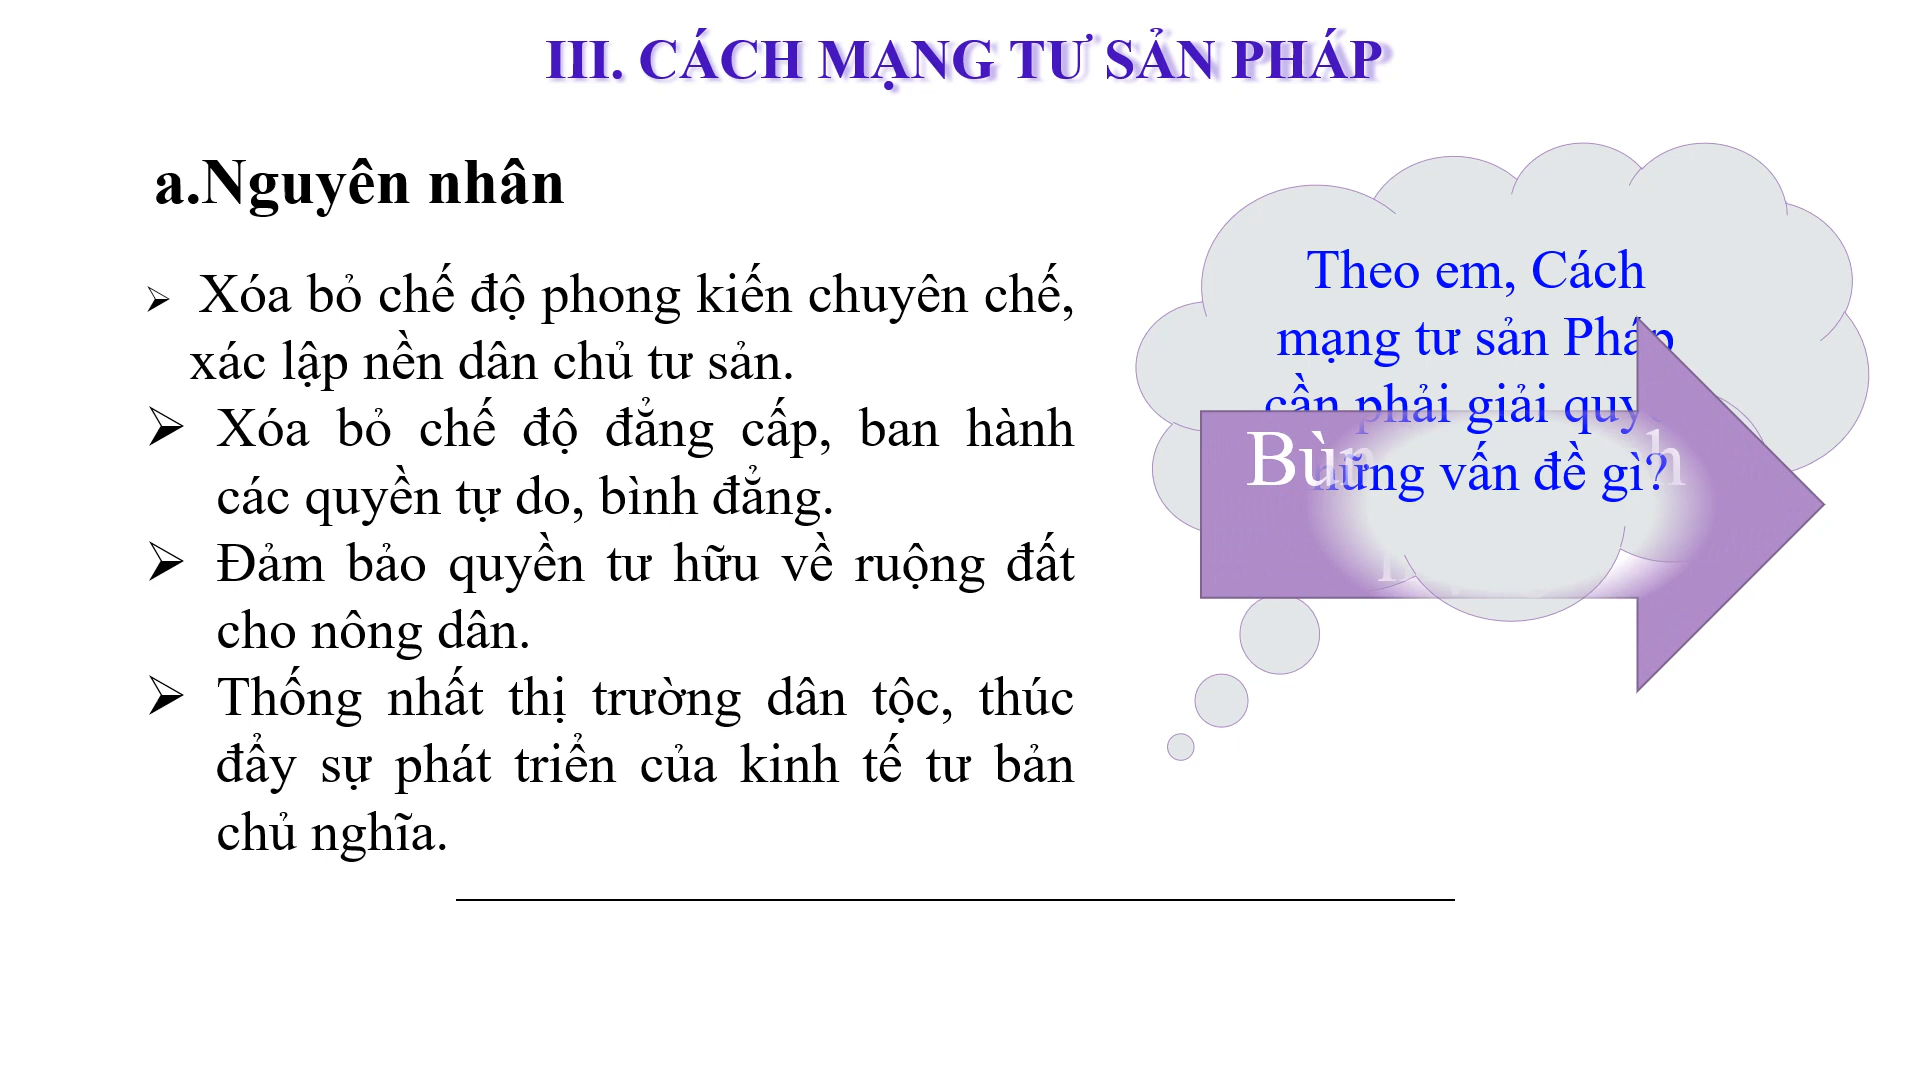 III. CÁCH MẠNG TƯ SẢN PHÁP
a.Nguyên nhân
Xóa bỏ chế độ phong kiến chuyên chế,
xác lập nền dân chủ tư sản.
Xóa bỏ chế độ đẳng cấp, ban hành
các quyền tự do, bình đẳng.
Đảm bảo quyền tư hữu về ruộng đất
cho nông dân.
Thống nhất thị trường dân tộc, thúc
đẩy sự phát triển của kinh tế tư bản
chủ nghĩa.
Theo em, Cách
mạng tư sản Pháp
cần phải giải quyết
những vấn đề gì?